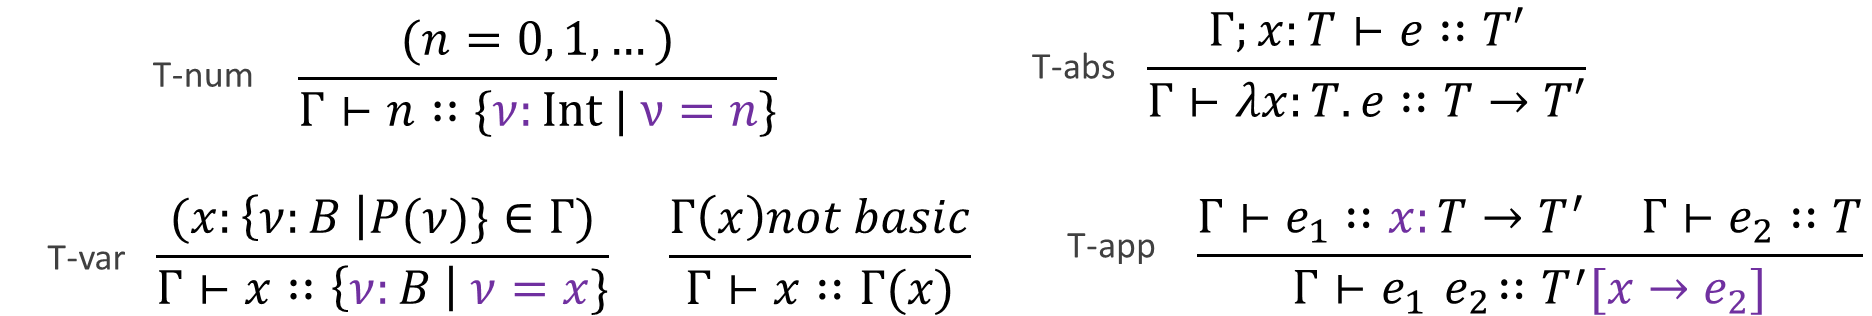 T-num (n = 0, 1, … )
Γ ⊢ n ∷ {ν: Int | ν = n}
T-abs Γ; x: T ⊢ e ∷ T′
Γ ⊢ λx: T. e ∷ T → T′
T-var (x: {ν: B |P(ν)} ∈ Γ)
Γ ⊢ x ∷ {ν: B | ν = x}
Γ(x)not basic
Γ ⊢ x ∷ Γ(x)
T-app Γ ⊢ e₁ ∷ x: T → T′ Γ ⊢ e₂ ∷ T
Γ ⊢ e₁ e₂ ∷ T′[x → e₂]